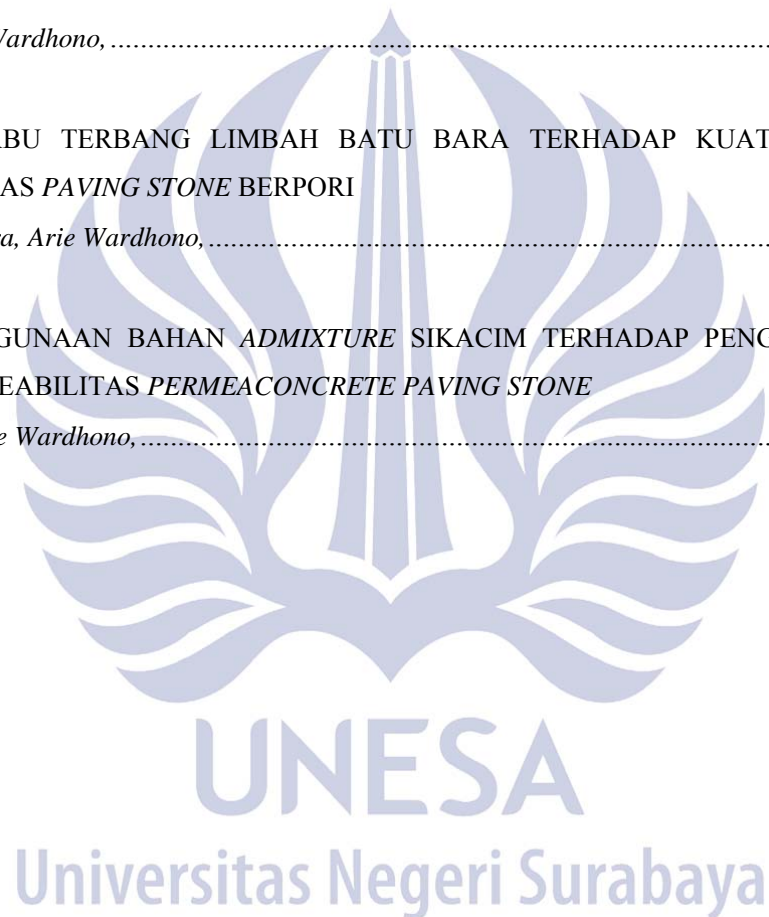 Wardhono, ........................................................................................................
ABU TERBANG LIMBAH BATU BARA TERHADAP KUAT
AS PAVING STONE BERPORI
ra, Arie Wardhono, ........................................................................................
GUNAAN BAHAN ADMIXTURE SIKACIM TERHADAP PENG
EABILITAS PERMEACONCRETE PAVING STONE
e Wardhono, ....................................................................................................
UNESA
Universitas Negeri Surabaya